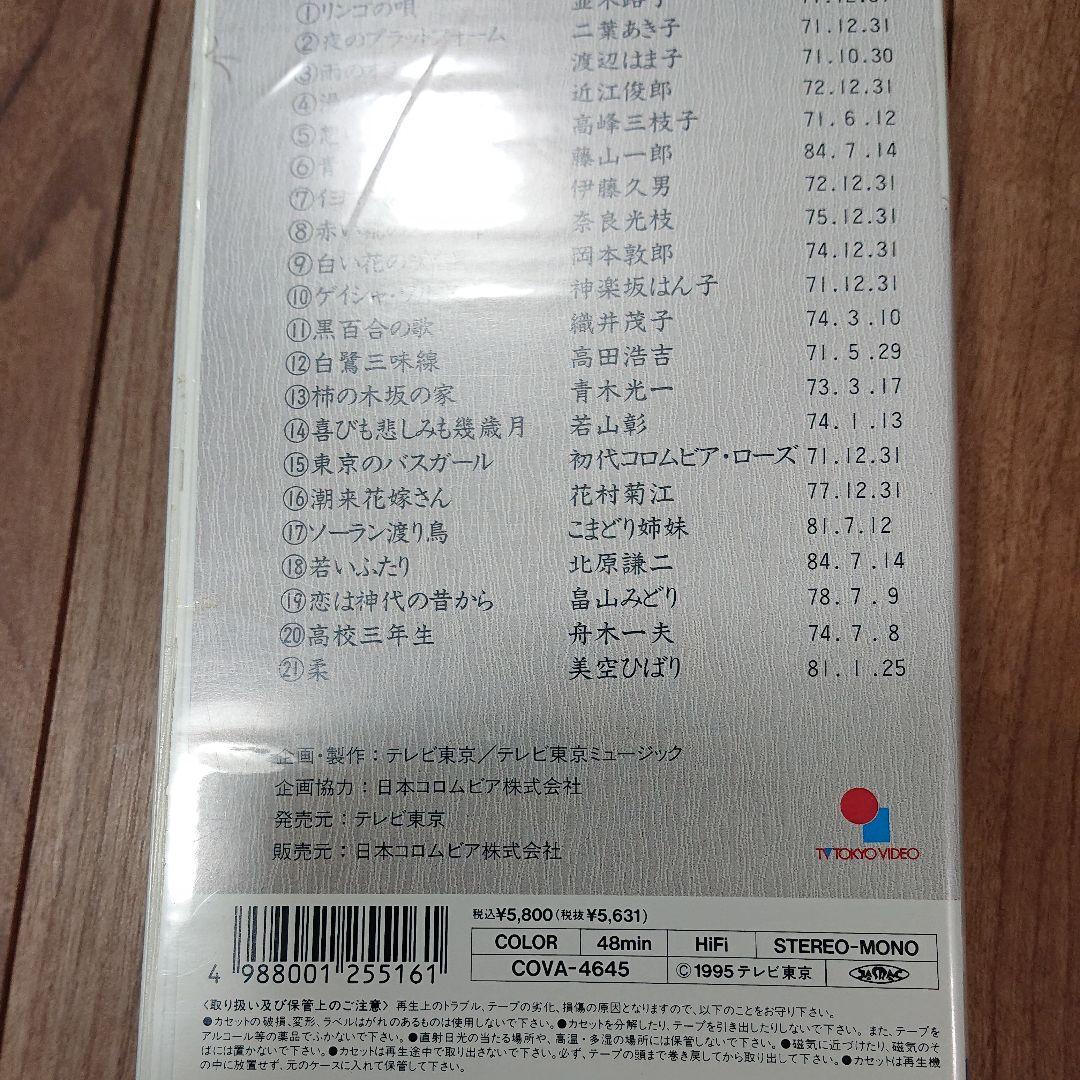 ①リンゴの唄 並木路子 71.12.31
②夜のプラットフォーム 二葉あき子 71.12.31
③雨のオ 渡辺はま子 71.10.30
④湯 近江俊郎 72.12.31
⑤ 高峰三枝子 71.6.12
⑥青 藤山一郎 84.7.14
⑦イヨ 伊藤久男 72.12.31
⑧赤い 奈良光枝 75.12.31
⑨白い花の 岡本敦郎 74.12.31
⑩ゲイシャ・ワルツ 神楽坂はん子 71.12.31
⑪黒百合の歌 織井茂子 74.3.10
⑫白鷺三味線 高田浩吉 71.5.29
⑬柿の木坂の家 青木光一 73.3.17
⑭喜びも悲しみも幾歳月 若山彰 74.1.13
⑮東京のバスガール 初代コロムビア・ローズ 71.12.31
⑯潮来花嫁さん 花村菊江 77.12.31
⑰ソーラン渡り鳥 こまどり姉妹 81.7.12
⑱若いふたり 北原謙二 84.7.14
⑲恋は神代の昔から 畠山みどり 78.7.9
⑳高校三年生 舟木一夫 74.7.8
㉑柔 美空ひばり 81.1.25
企画・製作：テレビ東京／テレビ東京ミュージック
企画協力：日本コロムビア株式会社
発売元：テレビ東京
販売元：日本コロムビア株式会社
TV TOKYO VIDEO
税込¥5,800(税抜¥5,631)
COLOR 48min HiFi STEREO-MONO
COVA-4645 ©1995テレビ東京 JASRAC
4 988001 255161
〈取り扱い及び保管上のご注意〉 再生上のトラブル、テープの劣化、損傷の原因となりますので、以下のことをお守り下さい。
●カセットの破損、変形、ラベルはがれのあるものは使用しないで下さい。●カセットを分解したり、テープを引き出したりしないで下さい。また、テープを
アルコール等の薬品でふかないで下さい。●直射日光の当たる場所や、高温・多湿の場所には保管しないで下さい。●磁気に近づけたり、磁気のそ
ばには置かないで下さい。●カセットは再生途中で取り出さないで下さい。必ず、テープの頭まで巻き戻してから取り出して下さい。●カセットは再生機
の中に放置せず、元のケースに入れて保管して下さい。